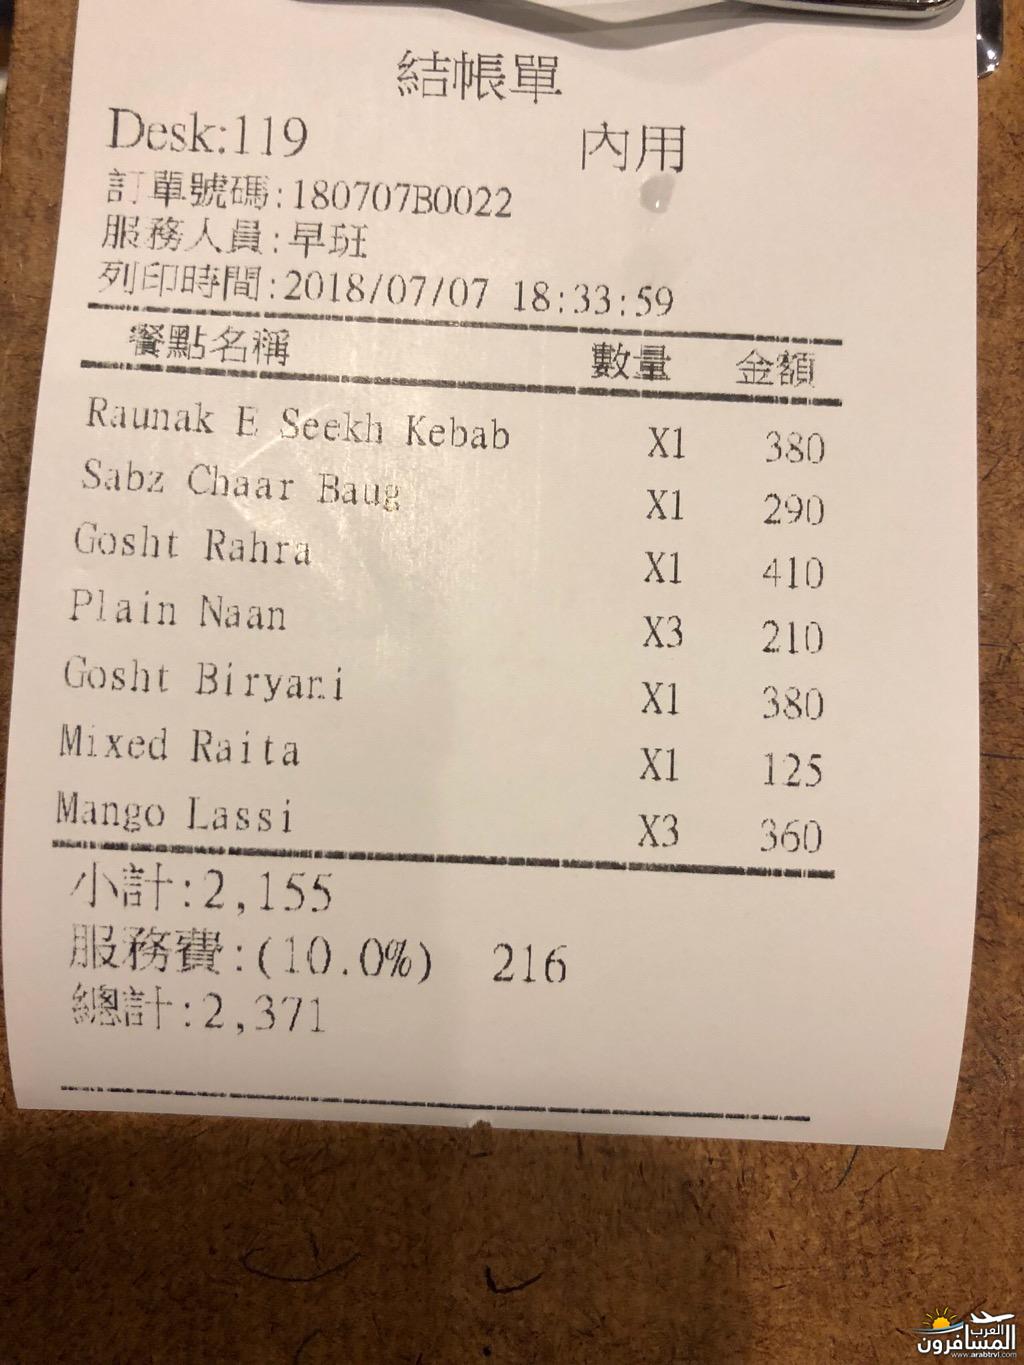 結帳單
Desk:119 內用
訂單號碼:180707B0022
服務人員:早班
列印時間:2018/07/07 18:33:59
餐點名稱 數量 金額
Raunak E Seekh Kebab X1 380
Sabz Chaar Baug X1 290
Gosht Rahra X1 410
Plain Naan X3 210
Gosht Biryani X1 380
Mixed Raita X1 125
Mango Lassi X3 360
小計:2,155
服務費:(10.0%) 216
總計:2,371
العرب
المسافرون
www.arabtrvl.com